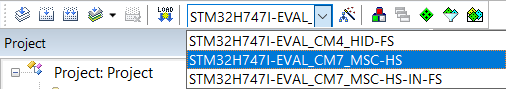 LOAD
STM32H747I-EVAL_
STM32H747I-EVAL_CM4_HID-FS
Project
STM32H747I-EVAL_CM7_MSC-HS
Project: Project
STM32H747I-EVAL_CM7_MSC-HS-IN-FS